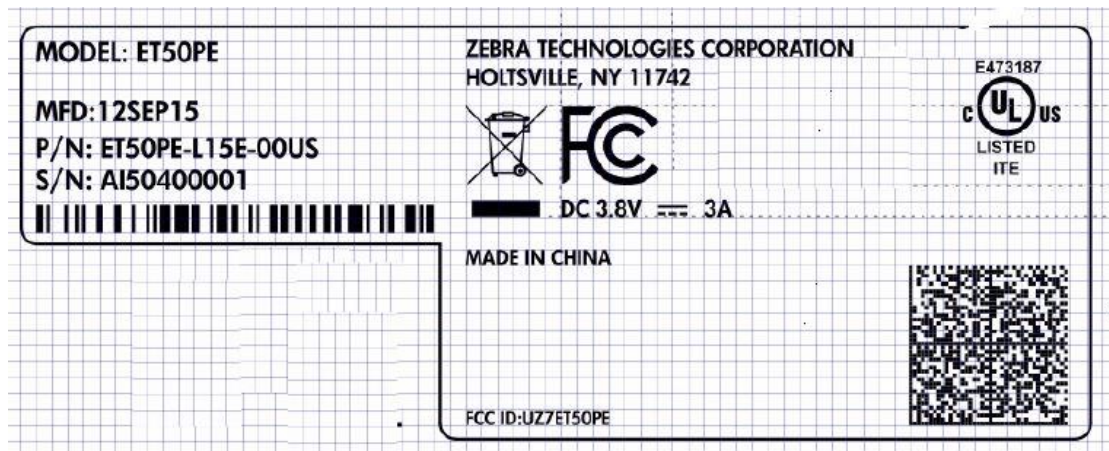 MODEL: ET50PE
MFD:12SEP15
P/N: ET50PE-L15E-00US
S/N: AI50400001
ZEBRA TECHNOLOGIES CORPORATION
HOLTSVILLE, NY 11742
FC
DC 3.8V ⎓ 3A
MADE IN CHINA
FCC ID:UZ7ET50PE
E473187
C UL US
LISTED
ITE